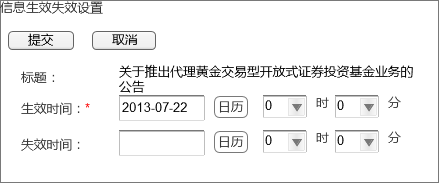 信息生效失效设置
提交 取消
标题： 关于推出代理黄金交易型开放式证券投资基金业务的
公告
生效时间：* 2013-07-22 日历 0 时 0 分
失效时间： 日历 0 时 0 分